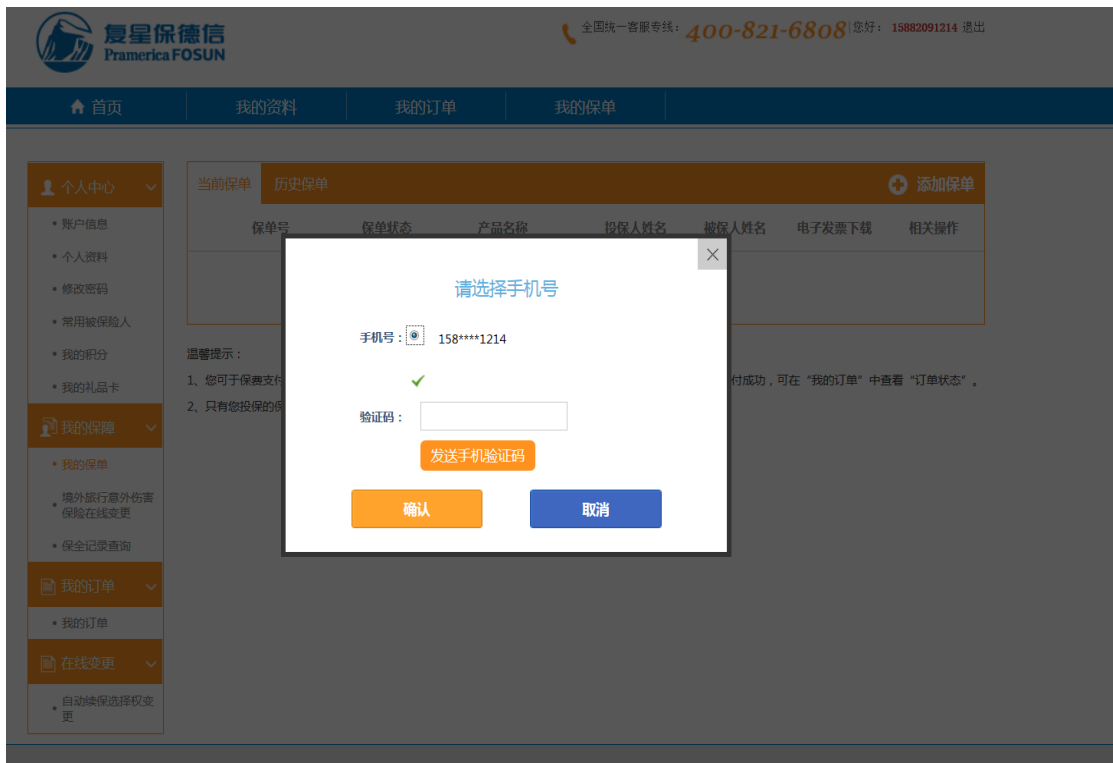 复星保德信
Pramerica FOSUN
全国统一客服专线： 400-821-6808 您好： 15882091214 退出
首页 我的资料 我的订单 我的保单
个人中心
账户信息
个人资料
修改密码
常用被保险人
我的积分
我的礼品卡
我的保障
我的保单
境外旅行意外伤害
保险在线变更
保全记录查询
我的订单
我的订单
在线变更
自动续保选择权变
更
当前保单 历史保单 添加保单
保单号 保单状态 产品名称 投保人姓名 被保人姓名 电子发票下载 相关操作
温馨提示：
1、您可于保费支付
付成功，可在“我的订单”中查看“订单状态”。
2、只有您投保的保
请选择手机号
手机号： 158****1214
验证码：
发送手机验证码
确认 取消